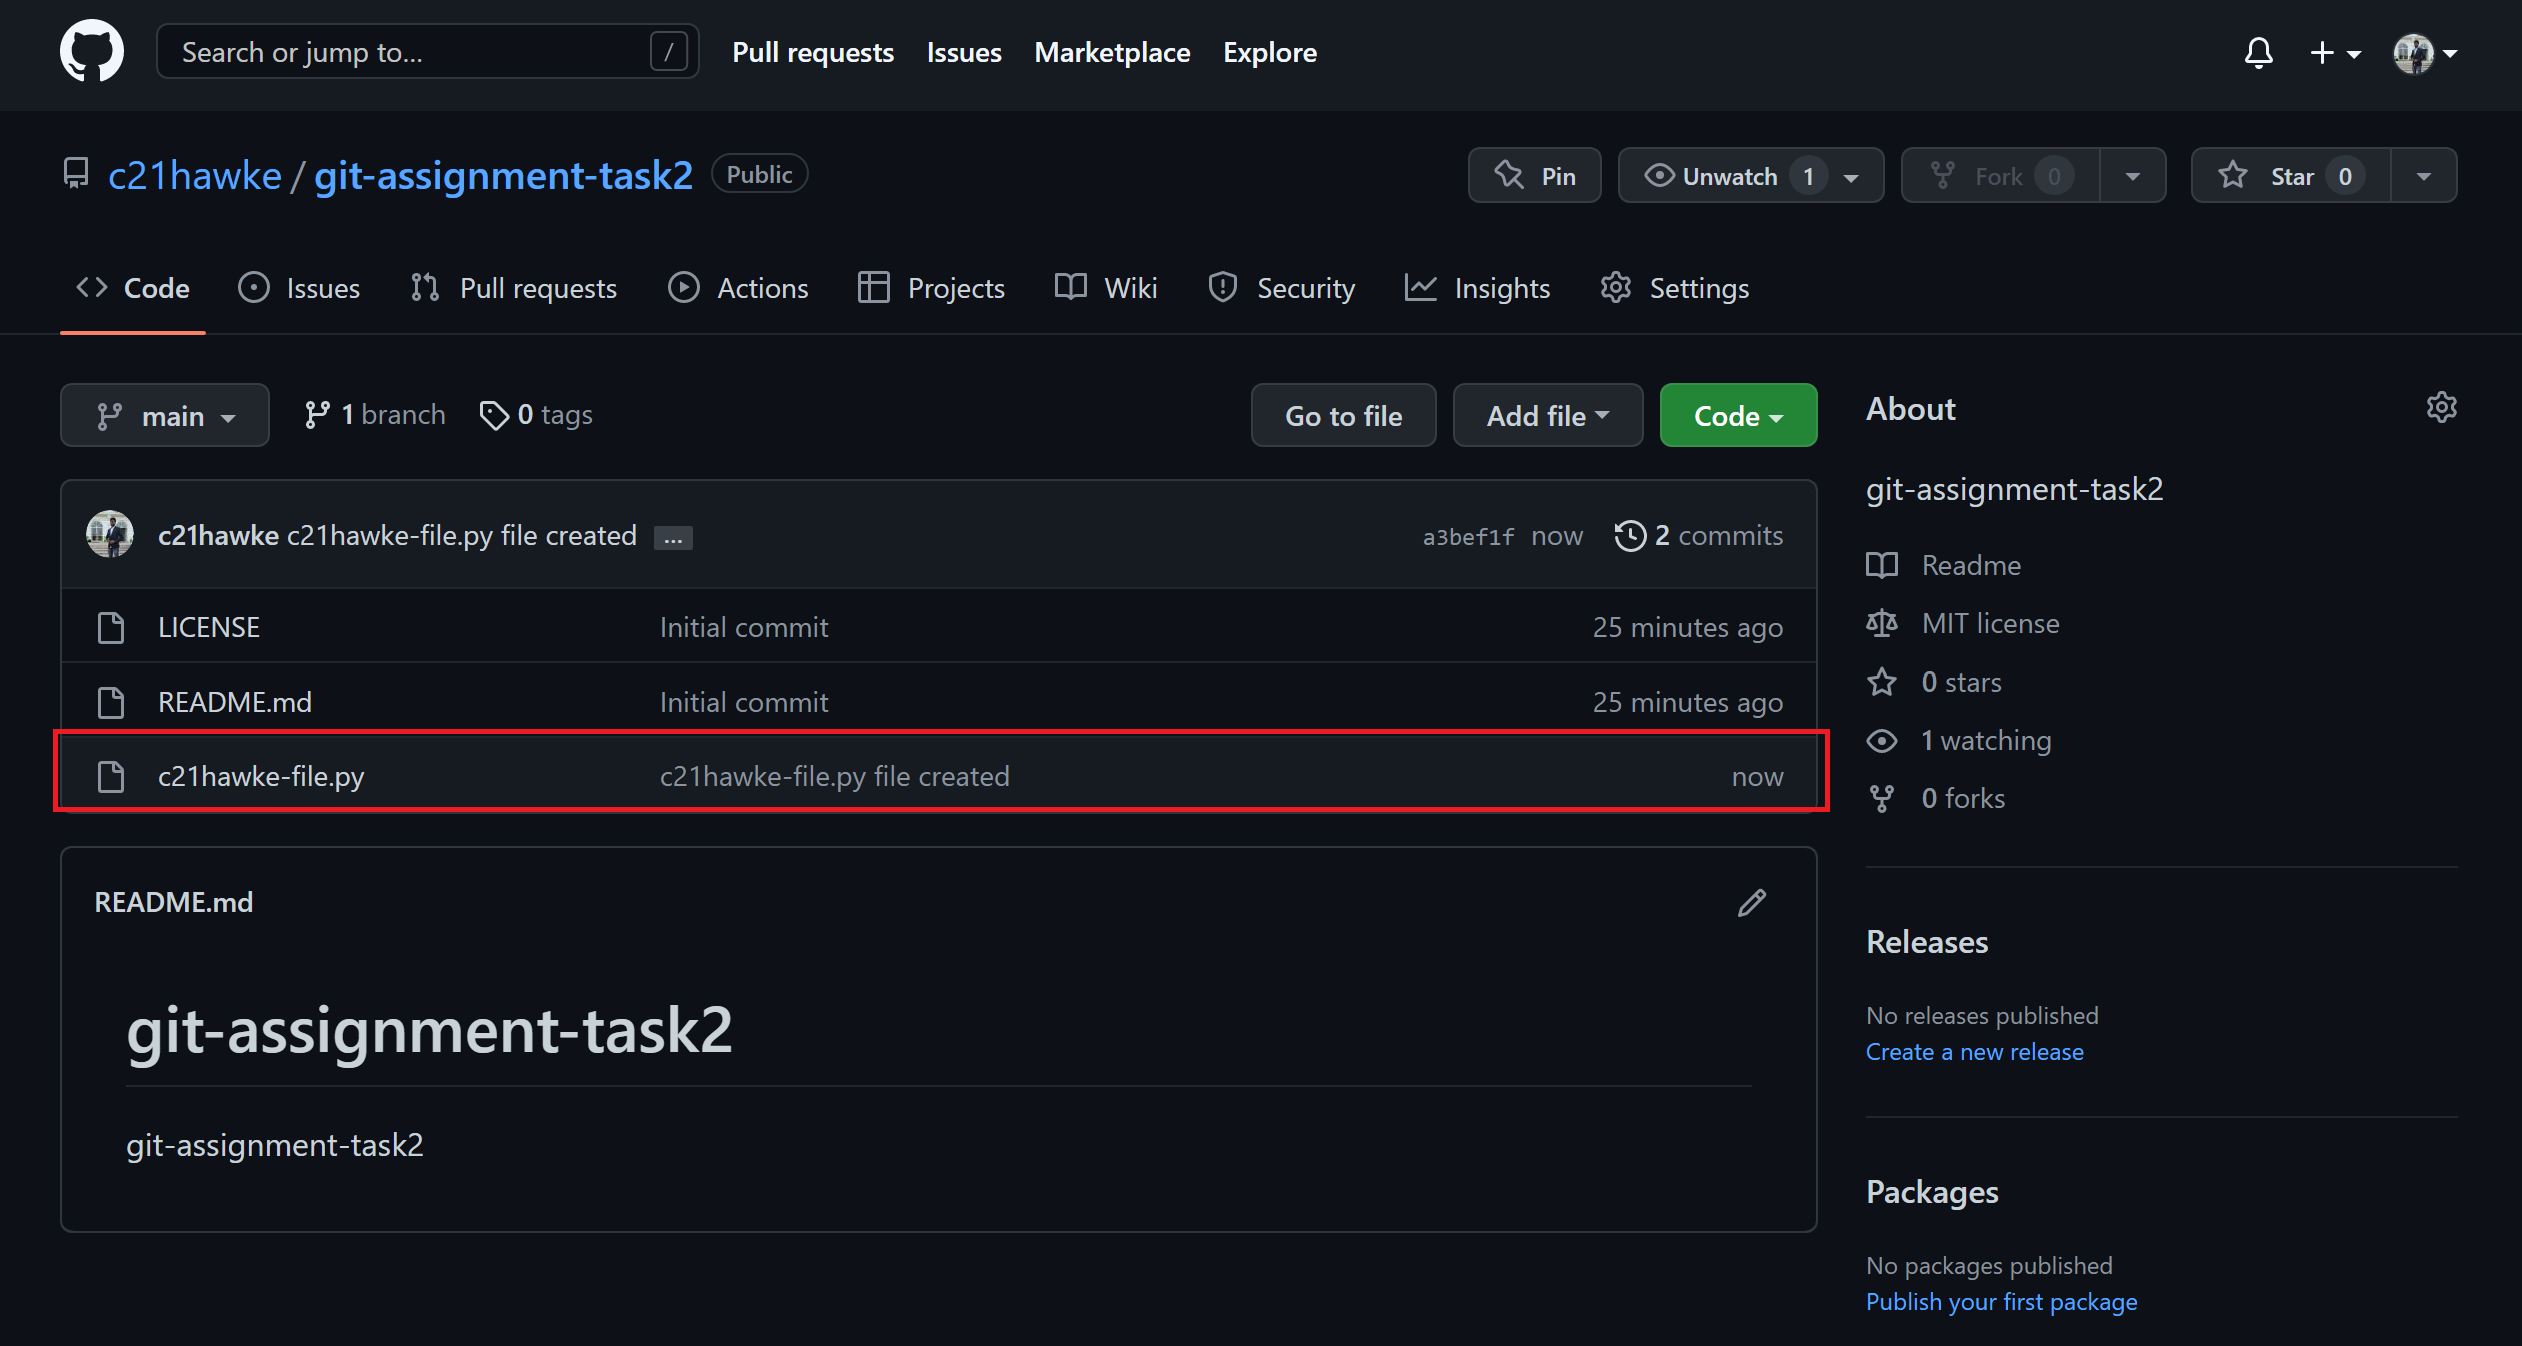 Search or jump to... / Pull requests Issues Marketplace Explore
c21hawke / git-assignment-task2 Public Pin Unwatch 1 Fork 0 Star 0
Code Issues Pull requests Actions Projects Wiki Security Insights Settings
main 1 branch 0 tags Go to file Add file Code
c21hawke c21hawke-file.py file created ... a3bef1f now 2 commits
LICENSE Initial commit 25 minutes ago
README.md Initial commit 25 minutes ago
c21hawke-file.py c21hawke-file.py file created now
README.md
git-assignment-task2
git-assignment-task2
About
git-assignment-task2
Readme
MIT license
0 stars
1 watching
0 forks
Releases
No releases published
Create a new release
Packages
No packages published
Publish your first package